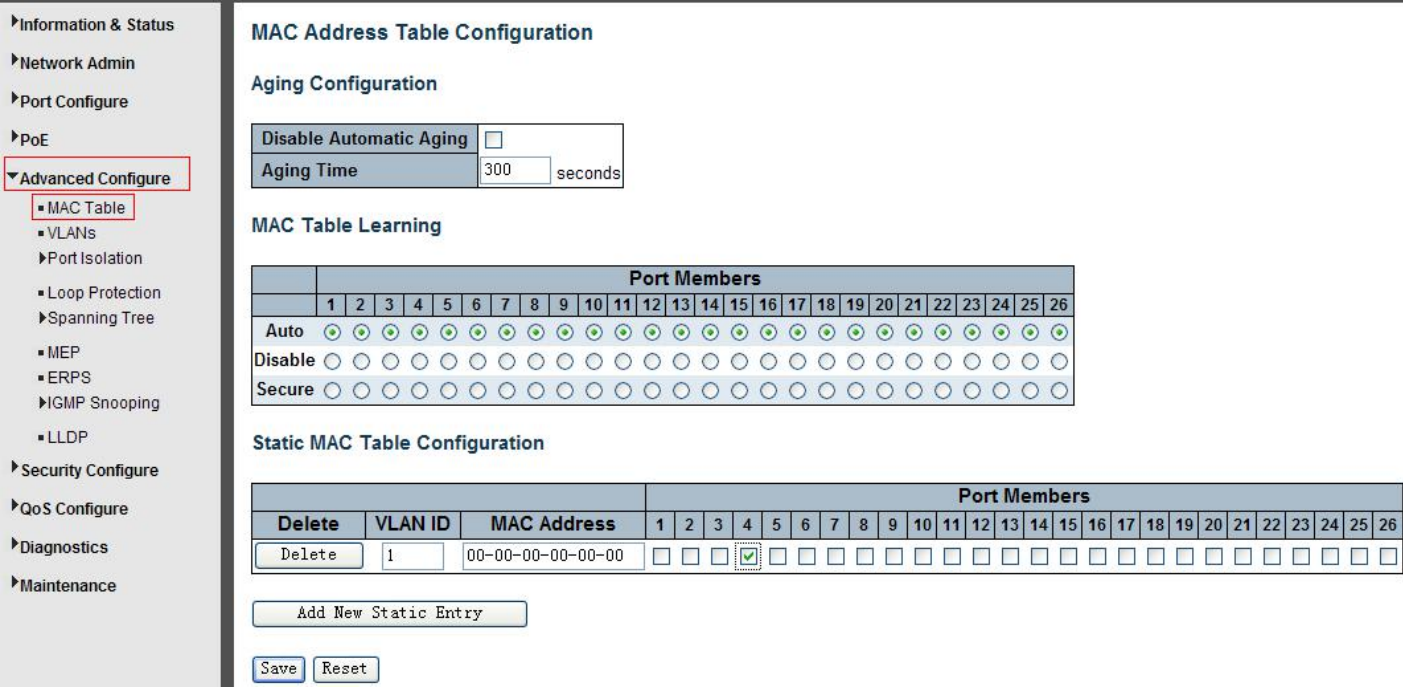 Information & Status
Network Admin
Port Configure
PoE
Advanced Configure
MAC Table
VLANs
Port Isolation
Loop Protection
Spanning Tree
MEP
ERPS
IGMP Snooping
LLDP
Security Configure
QoS Configure
Diagnostics
Maintenance
MAC Address Table Configuration
Aging Configuration
Disable Automatic Aging
Aging Time 300 seconds
MAC Table Learning
Port Members
1 2 3 4 5 6 7 8 9 10 11 12 13 14 15 16 17 18 19 20 21 22 23 24 25 26
Auto
Disable
Secure
Static MAC Table Configuration
Port Members
Delete VLAN ID MAC Address 1 2 3 4 5 6 7 8 9 10 11 12 13 14 15 16 17 18 19 20 21 22 23 24 25 26
Delete 1 00-00-00-00-00-00
Add New Static Entry
Save Reset